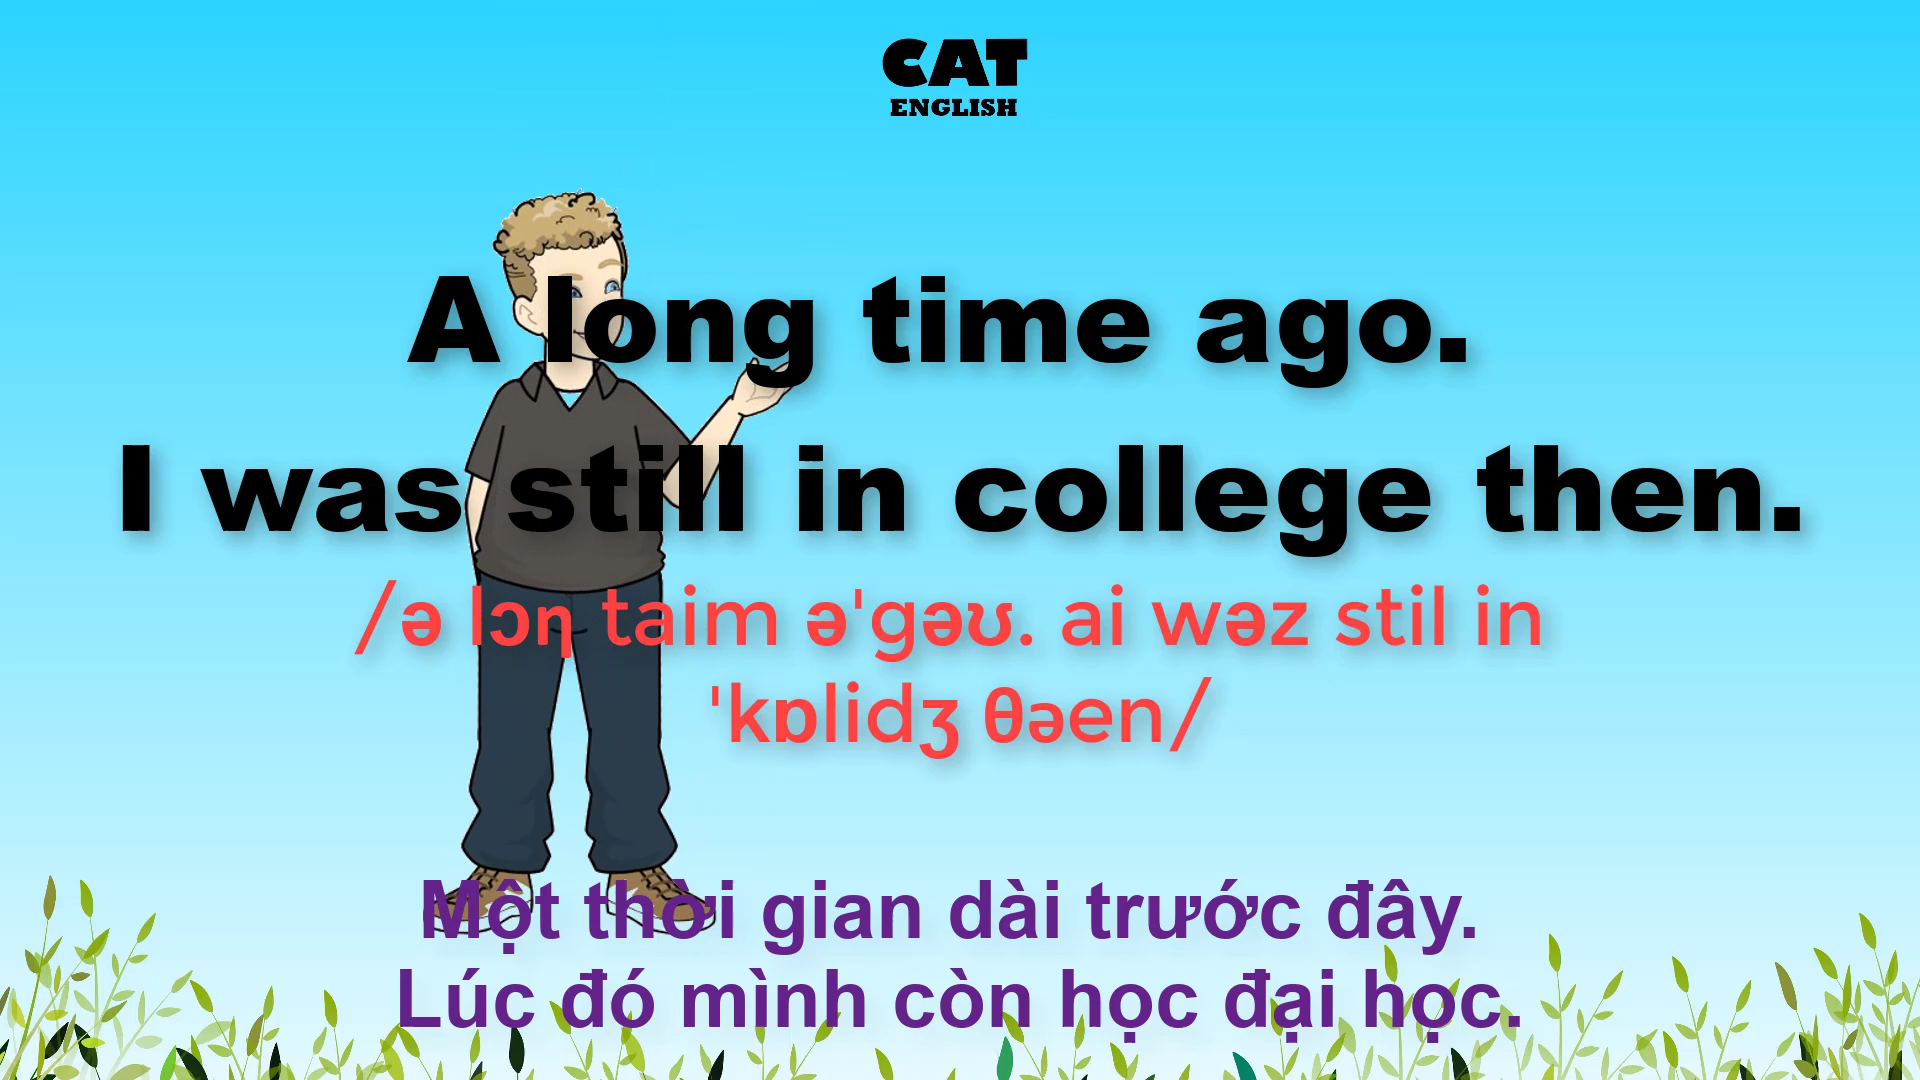 CAT
ENGLISH
A long time ago.
I was still in college then.
/ə lɔη taim ə'gəʊ. ai wəz stil in
'kɒlidʒ θəen/
Một thời gian dài trước đây.
Lúc đó mình còn học đại học.